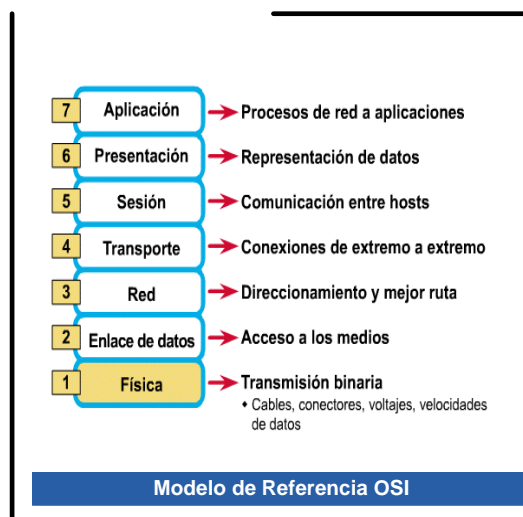 7 Aplicación Procesos de red a aplicaciones
6 Presentación Representación de datos
5 Sesión Comunicación entre hosts
4 Transporte Conexiones de extremo a extremo
3 Red Direccionamiento y mejor ruta
2 Enlace de datos Acceso a los medios
1 Física Transmisión binaria
• Cables, conectores, voltajes, velocidades
de datos
Modelo de Referencia OSI